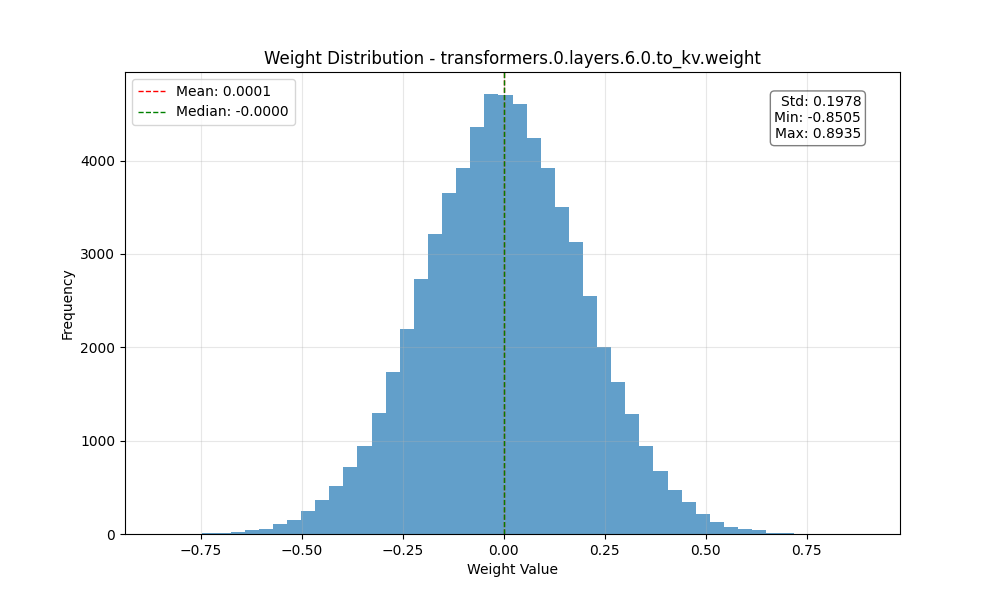 Weight Distribution - transformers.0.layers.6.0.to_kv.weight
Mean: 0.0001
Median: -0.0000
Std: 0.1978
Min: -0.8505
Max: 0.8935
Frequency
4000
3000
2000
1000
0
−0.75 −0.50 −0.25 0.00 0.25 0.50 0.75
Weight Value